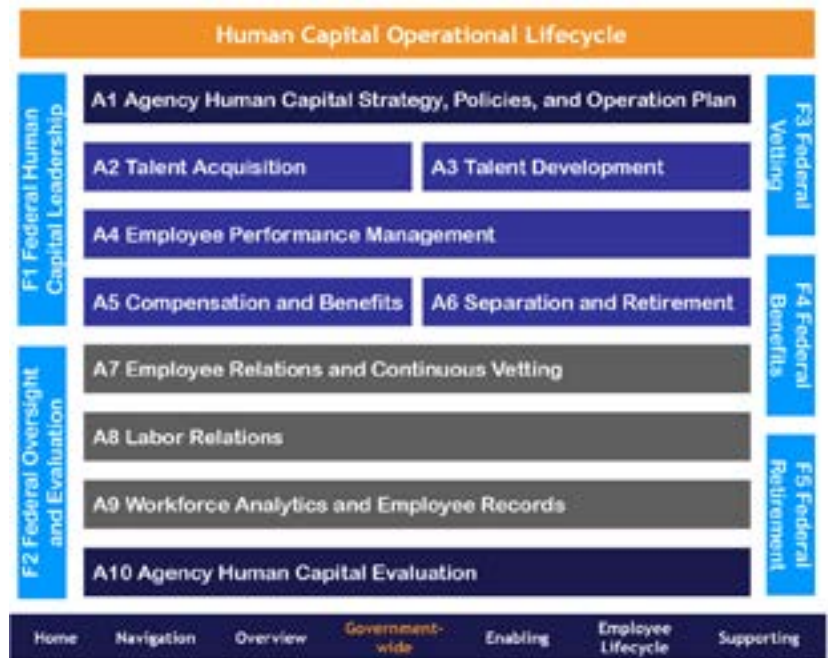 Human Capital Operational Lifecycle
F1 Federal Human
Capital Leadership
F2 Federal Oversight
and Evaluation
A1 Agency Human Capital Strategy, Policies, and Operation Plan
A2 Talent Acquisition
A3 Talent Development
A4 Employee Performance Management
A5 Compensation and Benefits
A6 Separation and Retirement
A7 Employee Relations and Continuous Vetting
A8 Labor Relations
A9 Workforce Analytics and Employee Records
A10 Agency Human Capital Evaluation
F3 Federal
Vetting
F4 Federal
Benefits
F5 Federal
Retirement
Home
Navigation
Overview
Government-
wide
Enabling
Employee
Lifecycle
Supporting